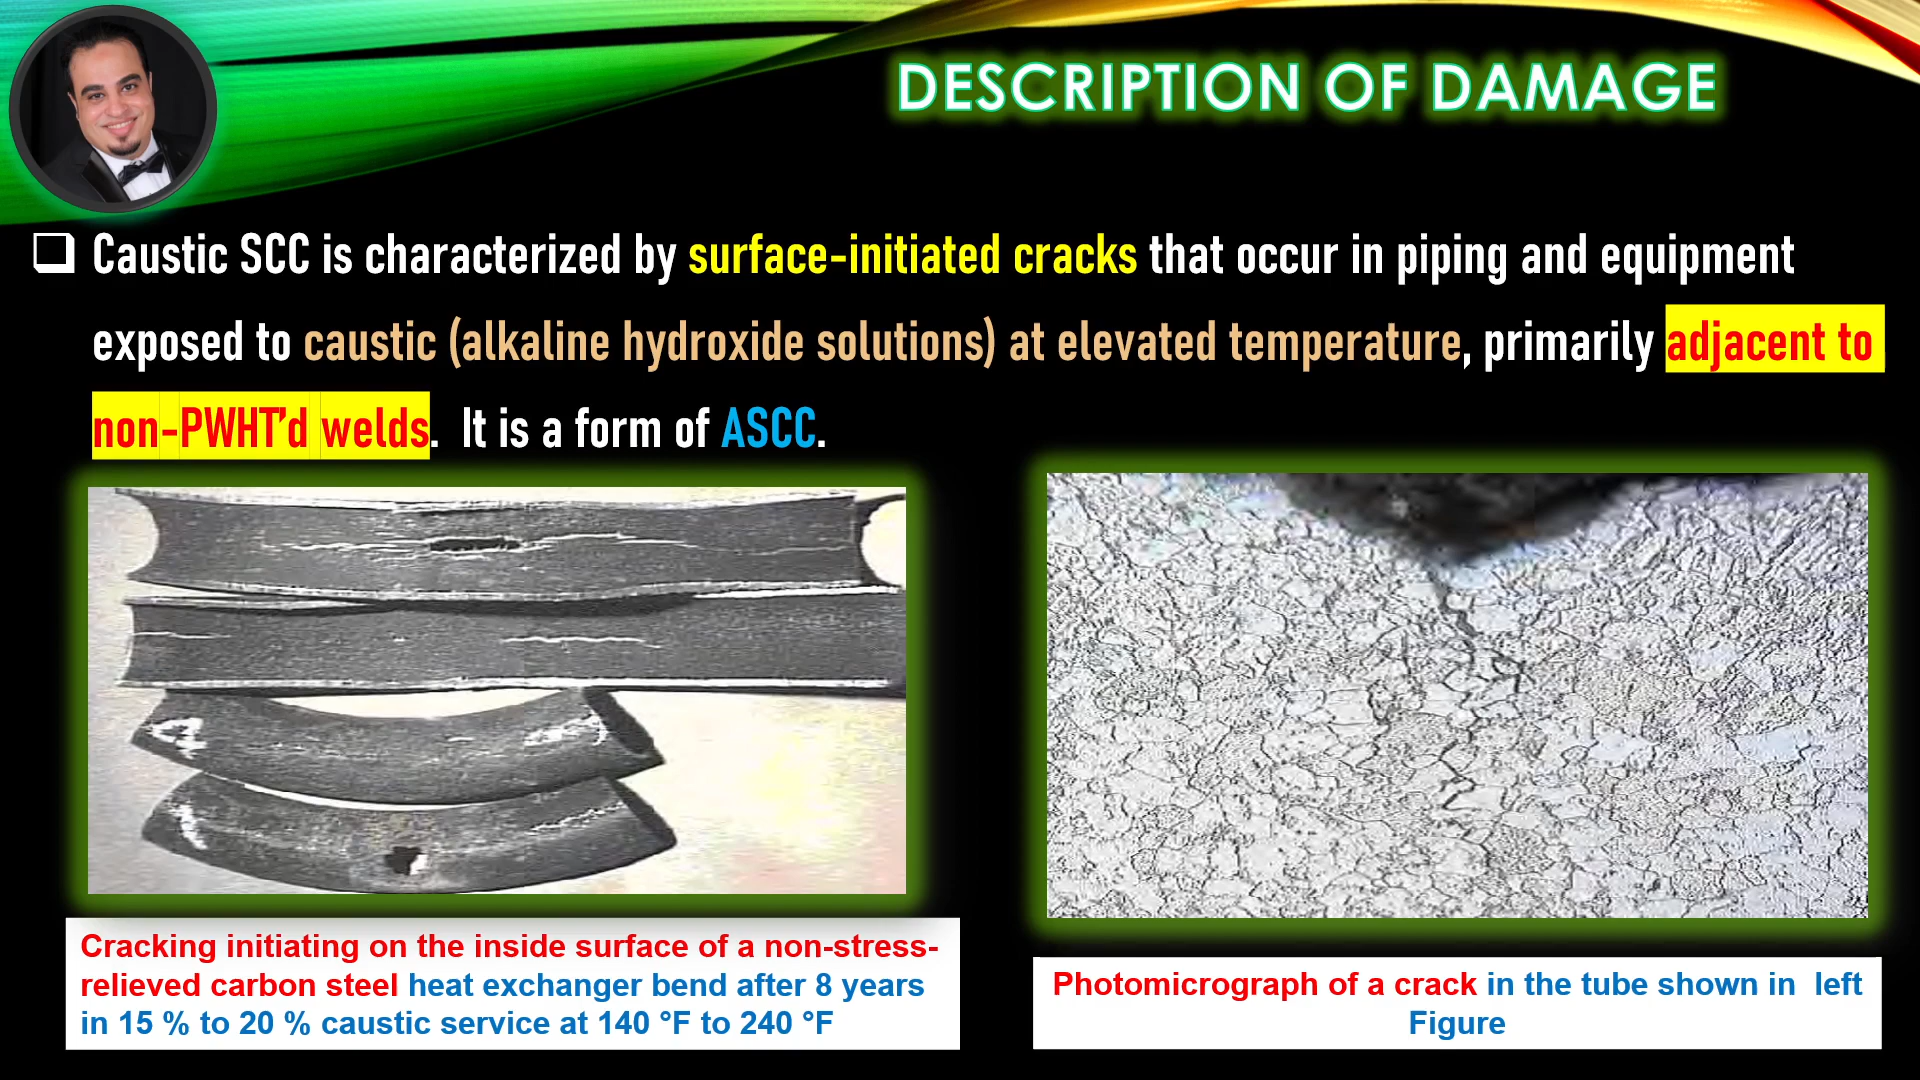 DESCRIPTION OF DAMAGE
Caustic SCC is characterized by surface-initiated cracks that occur in piping and equipment
exposed to caustic (alkaline hydroxide solutions) at elevated temperature, primarily adjacent to
non-PWHT’d welds.  It is a form of ASCC.
Cracking initiating on the inside surface of a non-stress-
relieved carbon steel heat exchanger bend after 8 years
in 15 % to 20 % caustic service at 140 °F to 240 °F
Photomicrograph of a crack in the tube shown in  left
Figure